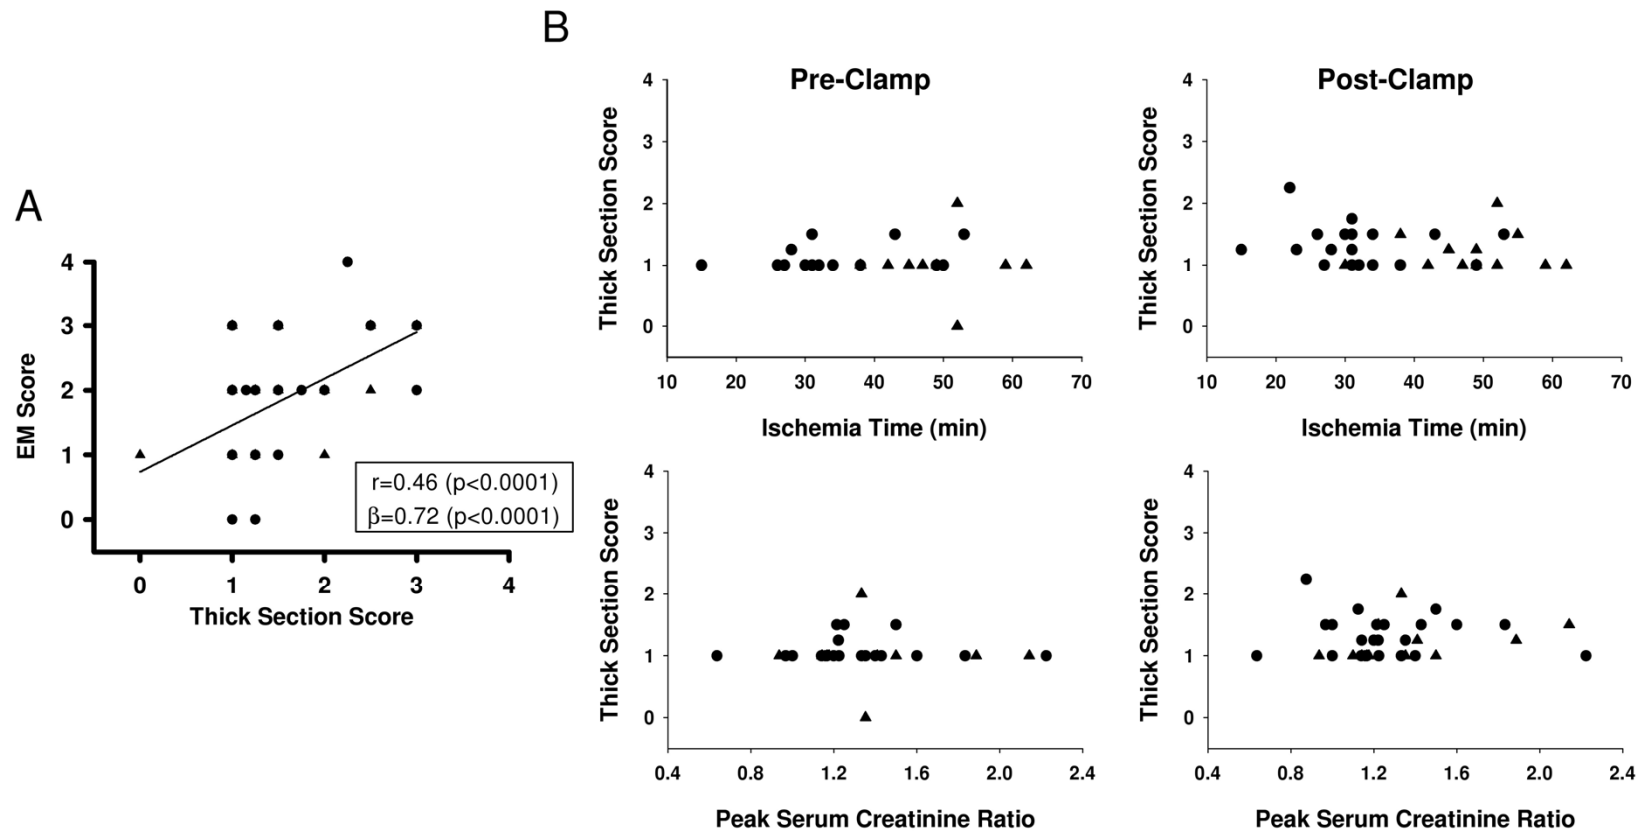 A
EM Score
4
3
2
1
0
0 1 2 3 4
Thick Section Score
r=0.46 (p<0.0001)
β=0.72 (p<0.0001)
B
Pre-Clamp
Thick Section Score
4
3
2
1
0
10 20 30 40 50 60 70
Ischemia Time (min)
Post-Clamp
Thick Section Score
4
3
2
1
0
10 20 30 40 50 60 70
Ischemia Time (min)
Thick Section Score
4
3
2
1
0
0.4 0.8 1.2 1.6 2.0 2.4
Peak Serum Creatinine Ratio
Thick Section Score
4
3
2
1
0
0.4 0.8 1.2 1.6 2.0 2.4
Peak Serum Creatinine Ratio